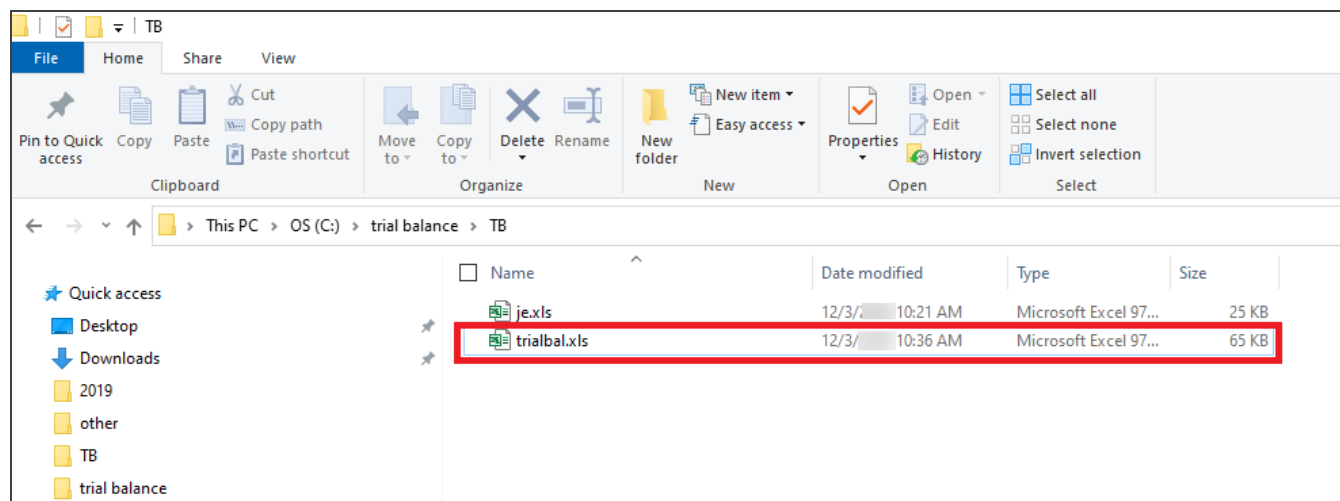 TB
File Home Share View
Pin to Quick access
Copy
Paste
Cut
Copy path
Paste shortcut
Clipboard
Move to
Copy to
Delete
Rename
Organize
New folder
New item
Easy access
New
Properties
Open
Edit
History
Open
Select all
Select none
Invert selection
Select
This PC > OS (C:) > trial balance > TB
Name Date modified Type Size
Quick access
Desktop
Downloads
2019
other
TB
trial balance
je.xls 12/3/ 10:21 AM Microsoft Excel 97... 25 KB
trialbal.xls 12/3/ 10:36 AM Microsoft Excel 97... 65 KB